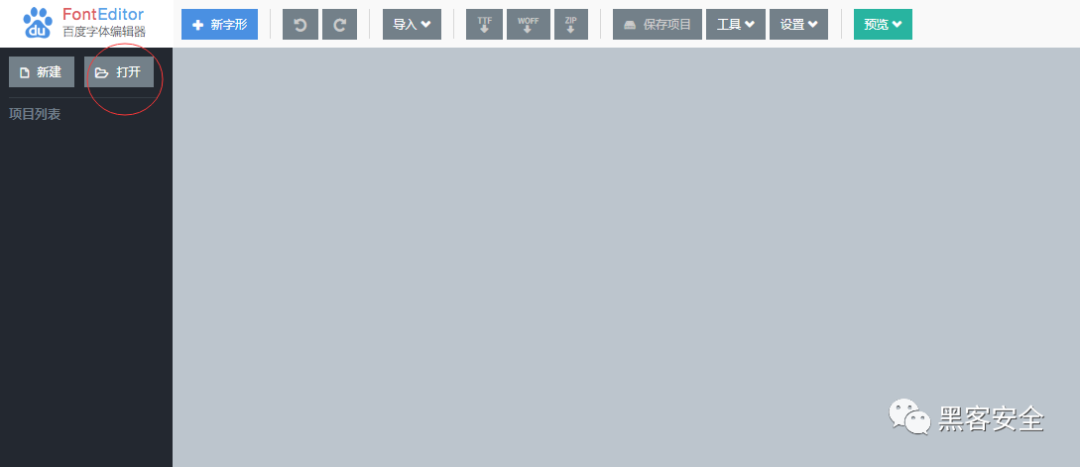 du
FontEditor
百度字体编辑器
新字形
导入
TTF
WOFF
ZIP
保存项目
工具
设置
预览
新建
打开
项目列表
黑客安全